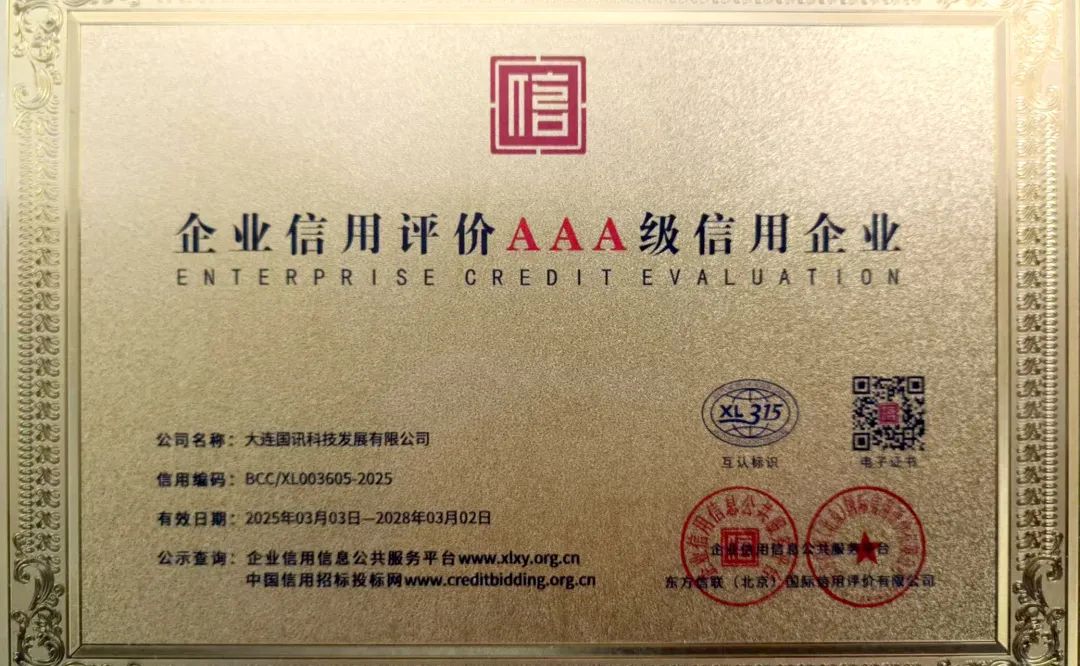 信
企业信用评价AAA级信用企业
ENTERPRISE CREDIT EVALUATION
XL 315
互认标识
电子证书
公司名称：大连国讯科技发展有限公司
信用编码：BCC/XL003605-2025
有效日期：2025年03月03日—2028年03月02日
公示查询：企业信用信息公共服务平台www.xlxy.org.cn
中国信用招标投标网www.creditbidding.org.cn
企业信用信息公共服务平台
东方信联（北京）国际信用评价有限公司